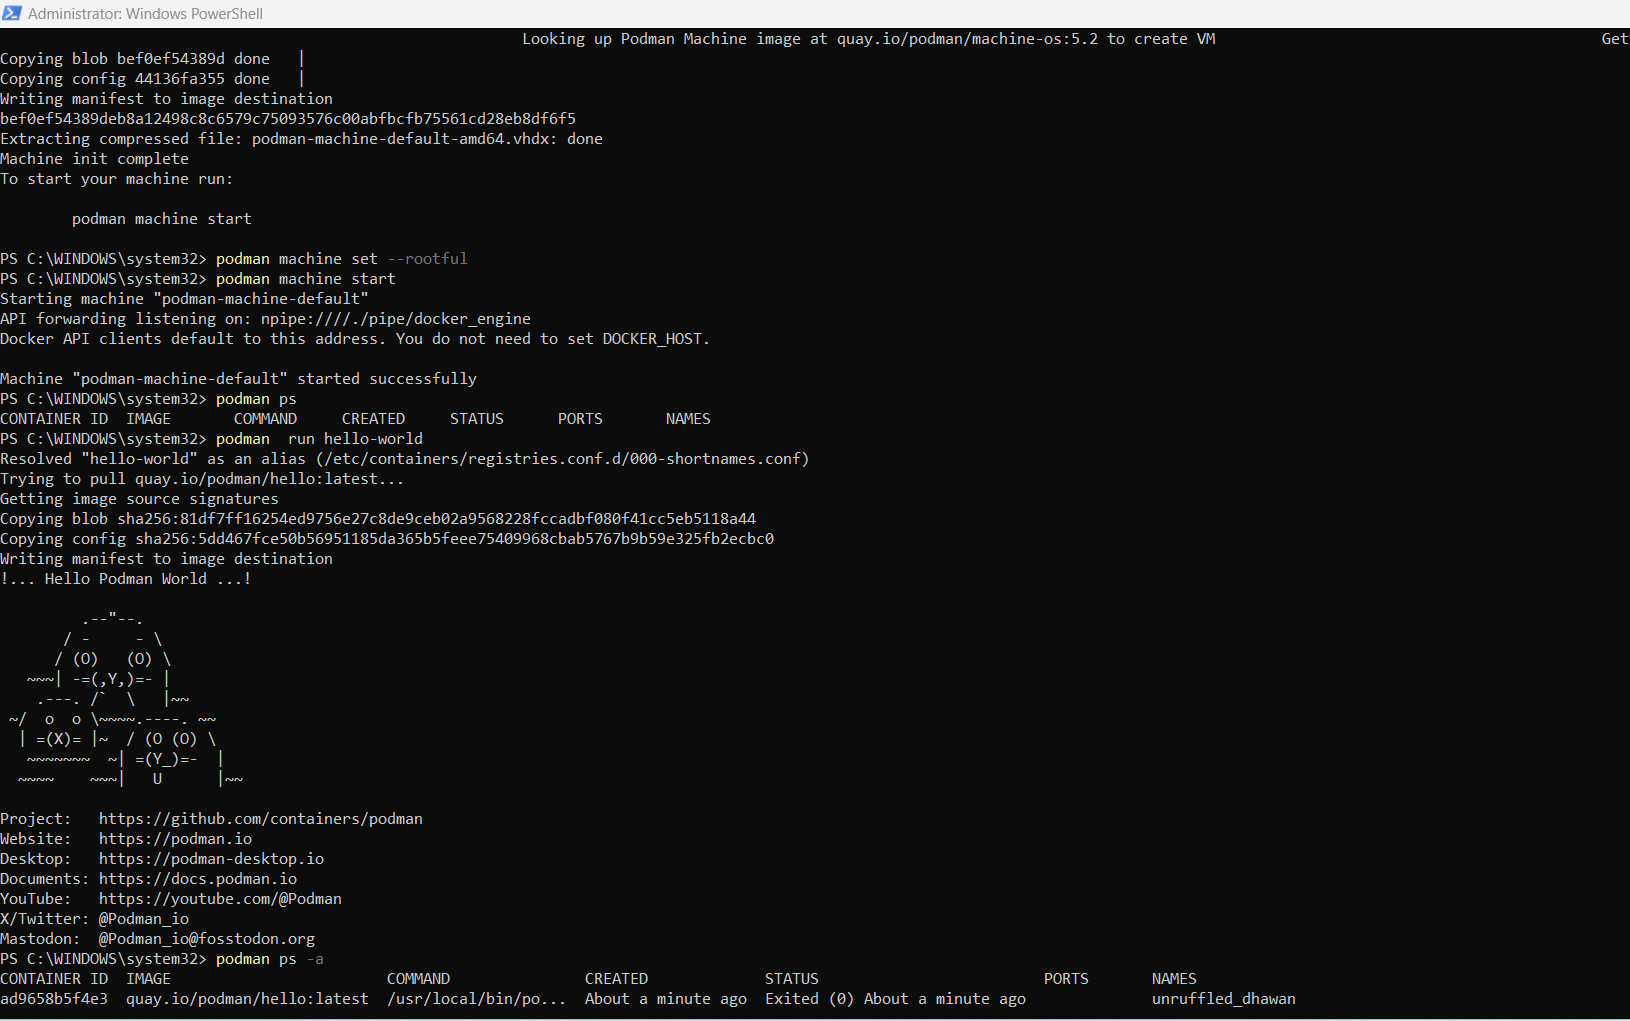 Administrator: Windows PowerShell
Looking up Podman Machine image at quay.io/podman/machine-os:5.2 to create VM Get
Copying blob bef0ef54389d done   |
Copying config 44136fa355 done   |
Writing manifest to image destination
bef0ef54389deb8a12498c8c6579c75093576c00abfbcfb75561cd28eb8df6f5
Extracting compressed file: podman-machine-default-amd64.vhdx: done
Machine init complete
To start your machine run:
        podman machine start
PS C:\WINDOWS\system32> podman machine set --rootful
PS C:\WINDOWS\system32> podman machine start
Starting machine "podman-machine-default"
API forwarding listening on: npipe:////./pipe/docker_engine
Docker API clients default to this address. You do not need to set DOCKER_HOST.
Machine "podman-machine-default" started successfully
PS C:\WINDOWS\system32> podman ps
CONTAINER ID  IMAGE       COMMAND     CREATED     STATUS      PORTS       NAMES
PS C:\WINDOWS\system32> podman  run hello-world
Resolved "hello-world" as an alias (/etc/containers/registries.conf.d/000-shortnames.conf)
Trying to pull quay.io/podman/hello:latest...
Getting image source signatures
Copying blob sha256:81df7ff16254ed9756e27c8de9ceb02a9568228fccadbf080f41cc5eb5118a44
Copying config sha256:5dd467fce50b56951185da365b5feee75409968cbab5767b9b59e325fb2ecbc0
Writing manifest to image destination
!... Hello Podman World ...!
         .--"--.
       / -     - \
      / (O)   (O) \
   ~~~| -=(,Y,)=- |
    .---. /`  \   |~~
 ~/  o  o \~~~~.----. ~~
  | =(X)= |~  / (O (O) \
   ~~~~~~~  ~| =(Y_)=-  |
  ~~~~    ~~~|   U      |~~
Project:   https://github.com/containers/podman
Website:   https://podman.io
Desktop:   https://podman-desktop.io
Documents: https://docs.podman.io
YouTube:   https://youtube.com/@Podman
X/Twitter: @Podman_io
Mastodon:  @Podman_io@fosstodon.org
PS C:\WINDOWS\system32> podman ps -a
CONTAINER ID  IMAGE                        COMMAND               CREATED             STATUS                         PORTS       NAMES
ad9658b5f4e3  quay.io/podman/hello:latest  /usr/local/bin/po...  About a minute ago  Exited (0) About a minute ago              unruffled_dhawan